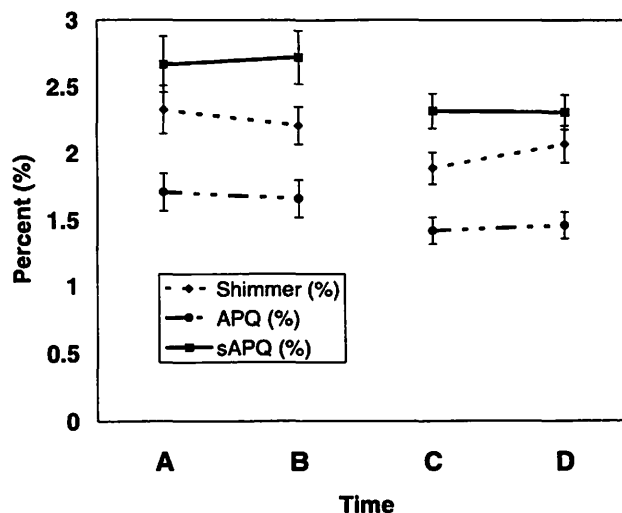 3
2.5
2
1.5
1
0.5
0
Percent (%)
Shimmer (%)
APQ (%)
sAPQ (%)
A B C D
Time